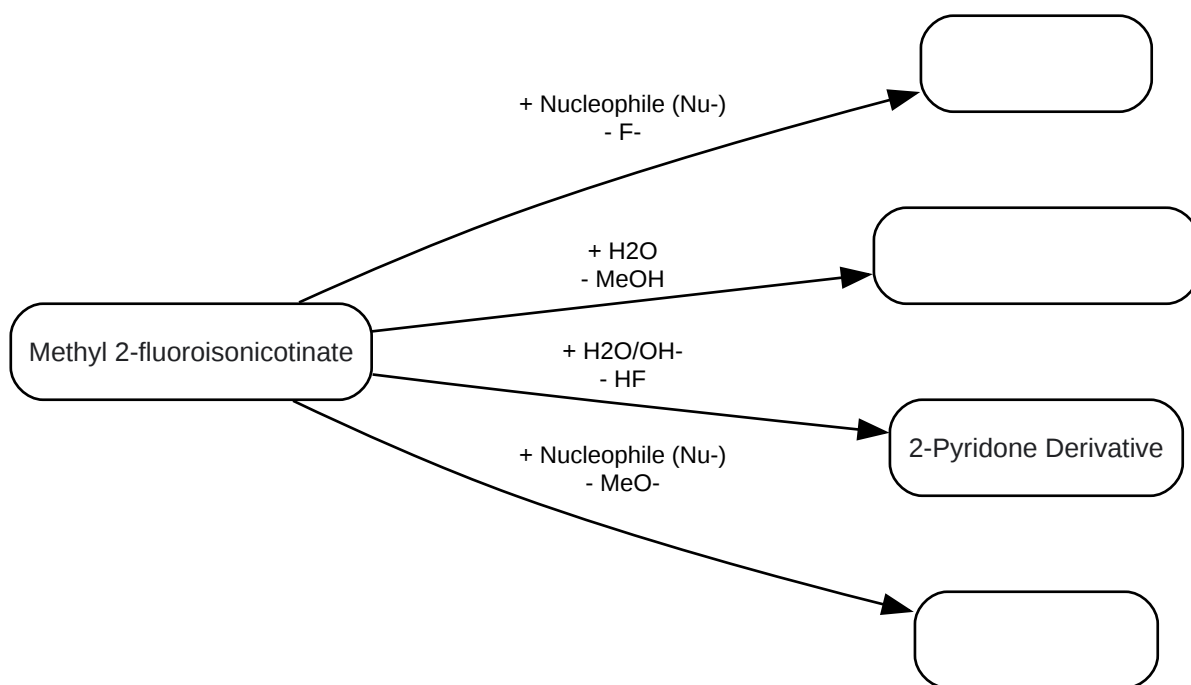 + Nucleophile (Nu-)
- F-
+ H2O
- MeOH
Methyl 2-fluoroisonicotinate
+ H2O/OH-
- HF
2-Pyridone Derivative
+ Nucleophile (Nu-)
- MeO-